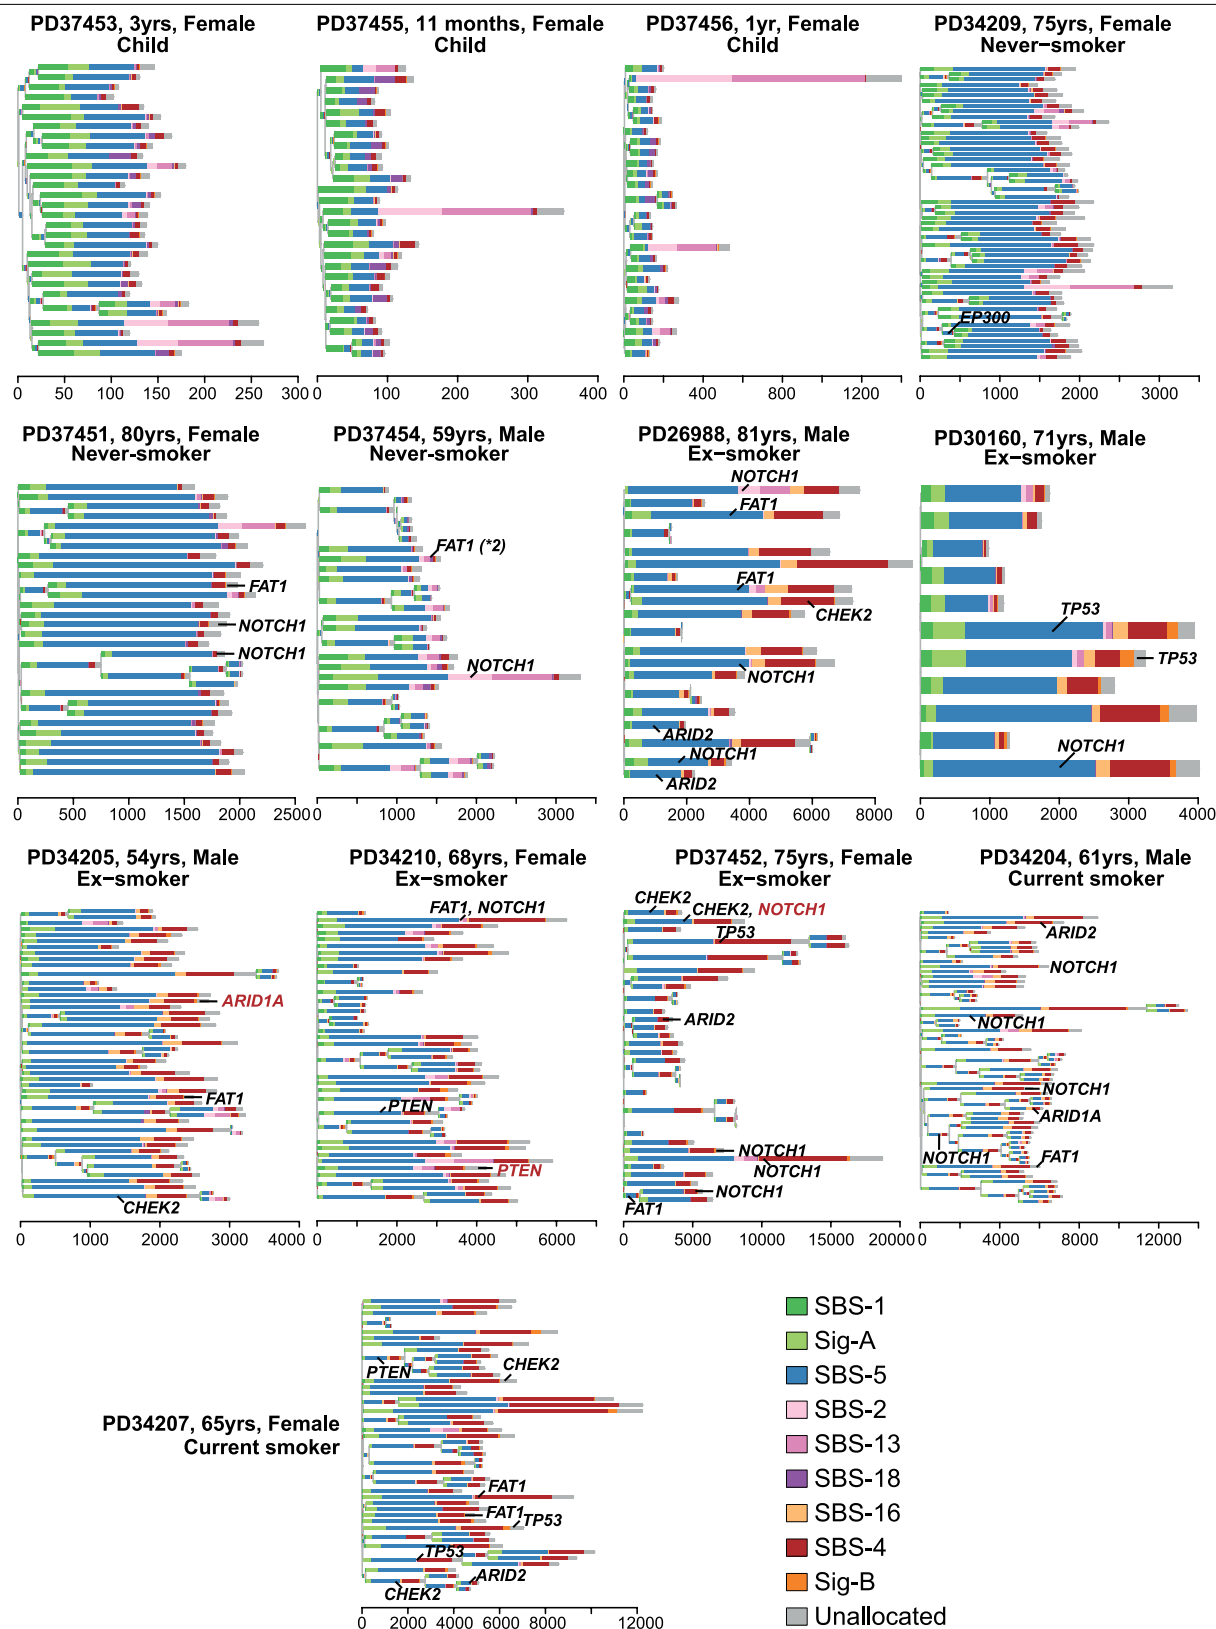 PD37453, 3yrs, Female
Child
PD37455, 11 months, Female
Child
PD37456, 1yr, Female
Child
PD34209, 75yrs, Female
Never−smoker
EP300
0 50 100 150 200 250 300
0 100 200 300 400
0 400 800 1200
0 1000 2000 3000
PD37451, 80yrs, Female
Never-smoker
PD37454, 59yrs, Male
Never−smoker
PD26988, 81yrs, Male
Ex−smoker
PD30160, 71yrs, Male
Ex−smoker
FAT1
NOTCH1
NOTCH1
FAT1 (*2)
NOTCH1
NOTCH1
FAT1
FAT1
CHEK2
NOTCH1
ARID2
NOTCH1
ARID2
TP53
TP53
NOTCH1
0 500 1000 1500 2000 2500
0 1000 2000 3000
0 2000 4000 6000 8000
0 1000 2000 3000 4000
PD34205, 54yrs, Male
Ex−smoker
PD34210, 68yrs, Female
Ex−smoker
PD37452, 75yrs, Female
Ex−smoker
PD34204, 61yrs, Male
Current smoker
ARID1A
FAT1
CHEK2
FAT1, NOTCH1
PTEN
PTEN
CHEK2
CHEK2, NOTCH1
TP53
ARID2
NOTCH1
NOTCH1
NOTCH1
FAT1
ARID2
NOTCH1
NOTCH1
NOTCH1
ARID1A
NOTCH1
FAT1
0 1000 2000 3000 4000
0 2000 4000 6000
0 5000 10000 15000 20000
0 4000 8000 12000
PD34207, 65yrs, Female
Current smoker
PTEN
CHEK2
FAT1
FAT1
TP53
TP53
ARID2
CHEK2
0 2000 4000 6000 8000 12000
SBS-1
Sig-A
SBS-5
SBS-2
SBS-13
SBS-18
SBS-16
SBS-4
Sig-B
Unallocated